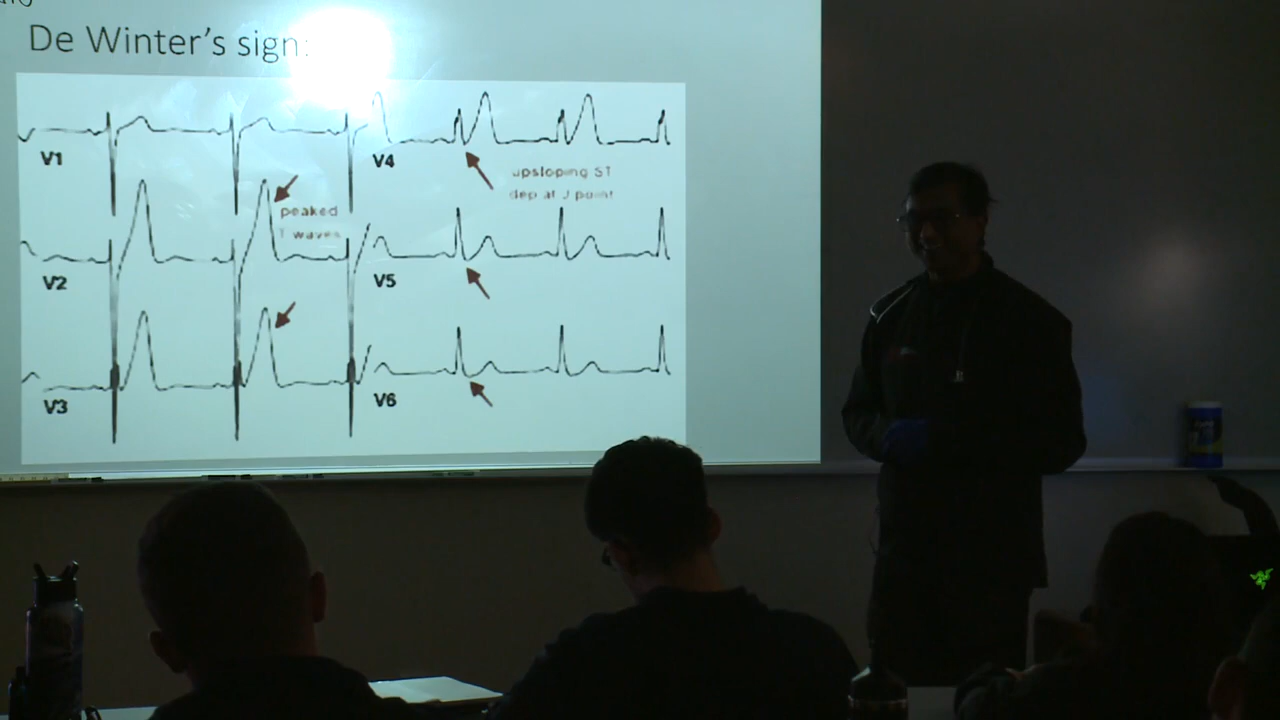 De Winter's sign:
V1
V4
upsloping ST
dep at J point
peaked
T waves
V2
V5
V3
V6